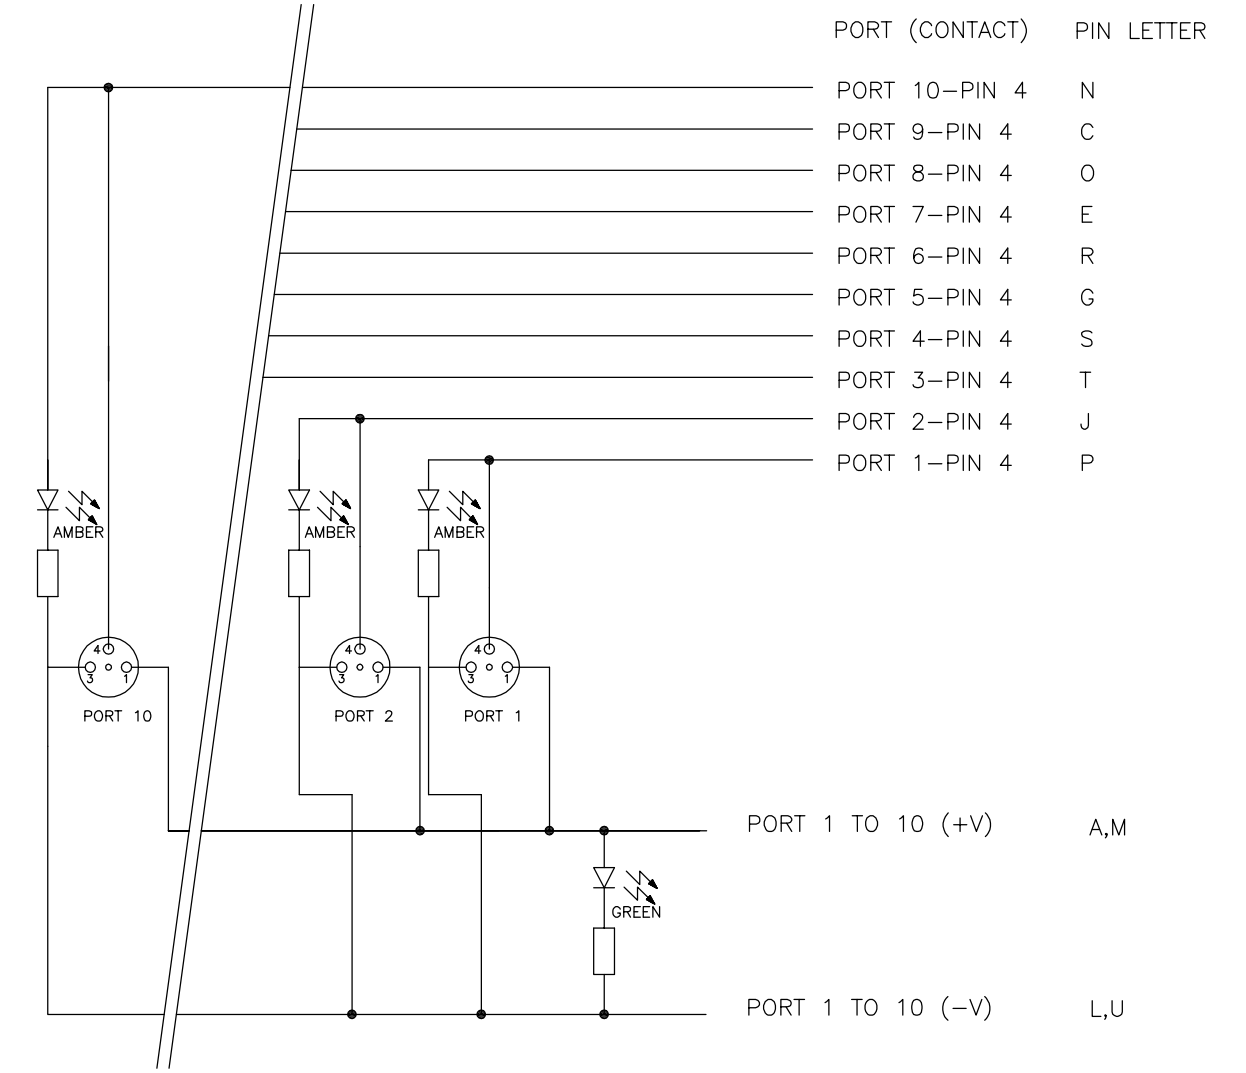 PORT (CONTACT) PIN LETTER
PORT 10-PIN 4 N
PORT 9-PIN 4 C
PORT 8-PIN 4 O
PORT 7-PIN 4 E
PORT 6-PIN 4 R
PORT 5-PIN 4 G
PORT 4-PIN 4 S
PORT 3-PIN 4 T
PORT 2-PIN 4 J
PORT 1-PIN 4 P
AMBER AMBER AMBER
4 4 4
3 1 3 1 3 1
PORT 10 PORT 2 PORT 1
PORT 1 TO 10 (+V) A,M
GREEN
PORT 1 TO 10 (-V) L,U